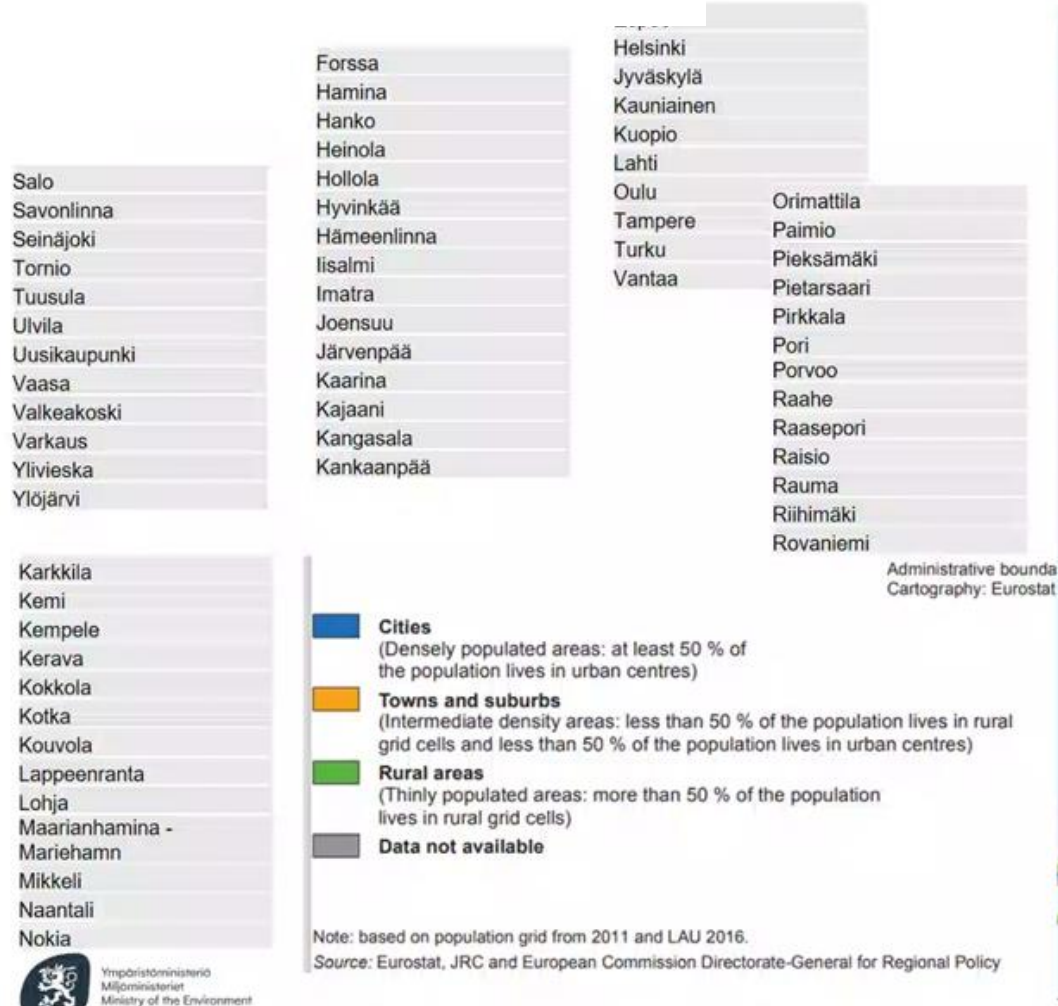 Forssa
Hamina
Hanko
Heinola
Hollola
Hyvinkää
Hämeenlinna
Iisalmi
Imatra
Joensuu
Järvenpää
Kaarina
Kajaani
Kangasala
Kankaanpää
Helsinki
Jyväskylä
Kauniainen
Kuopio
Lahti
Oulu
Tampere
Turku
Vantaa
Salo
Savonlinna
Seinäjoki
Tornio
Tuusula
Ulvila
Uusikaupunki
Vaasa
Valkeakoski
Varkaus
Ylivieska
Ylöjärvi
Orimattila
Paimio
Pieksämäki
Pietarsaari
Pirkkala
Pori
Porvoo
Raahe
Raasepori
Raisio
Rauma
Riihimäki
Rovaniemi
Administrative bounda
Cartography: Eurostat
Karkkila
Kemi
Kempele
Kerava
Kokkola
Kotka
Kouvola
Lappeenranta
Lohja
Maarianhamina -
Mariehamn
Mikkeli
Naantali
Nokia
Cities
(Densely populated areas: at least 50 % of
the population lives in urban centres)
Towns and suburbs
(Intermediate density areas: less than 50 % of the population lives in rural
grid cells and less than 50 % of the population lives in urban centres)
Rural areas
(Thinly populated areas: more than 50 % of the population
lives in rural grid cells)
Data not available
Note: based on population grid from 2011 and LAU 2016.
Source: Eurostat, JRC and European Commission Directorate-General for Regional Policy
Ympäristöministeriö
Miljöministeriet
Ministry of the Environment